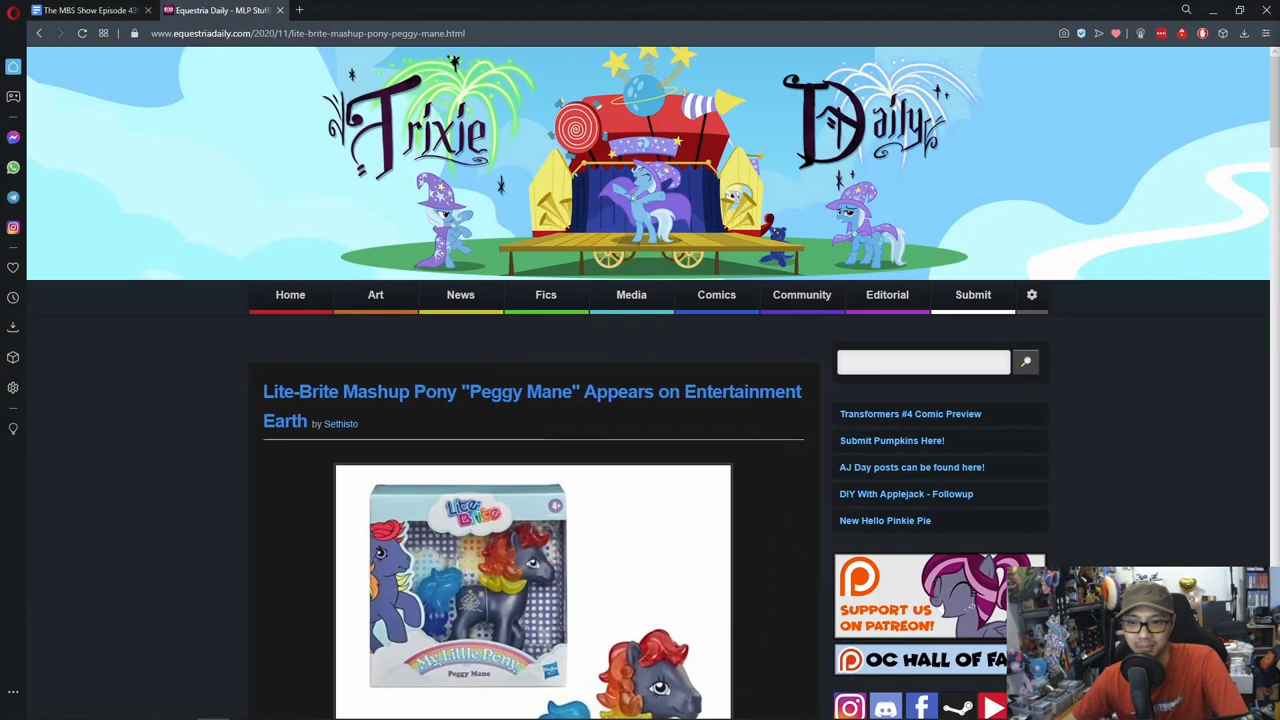 The MBS Show Episode 43
Equestria Daily - MLP Stuf
www.equestriadaily.com/2020/11/lite-brite-mashup-pony-peggy-mane.html
Trixie Daily
Home Art News Fics Media Comics Community Editorial Submit
Lite-Brite Mashup Pony "Peggy Mane" Appears on Entertainment
Earth by Sethisto
Lite Brite
4+
My Little Pony
Peggy Mane
Hasbro
Transformers #4 Comic Preview
Submit Pumpkins Here!
AJ Day posts can be found here!
DIY With Applejack - Followup
New Hello Pinkie Pie
SUPPORT US
ON PATREON!
OC HALL OF FA